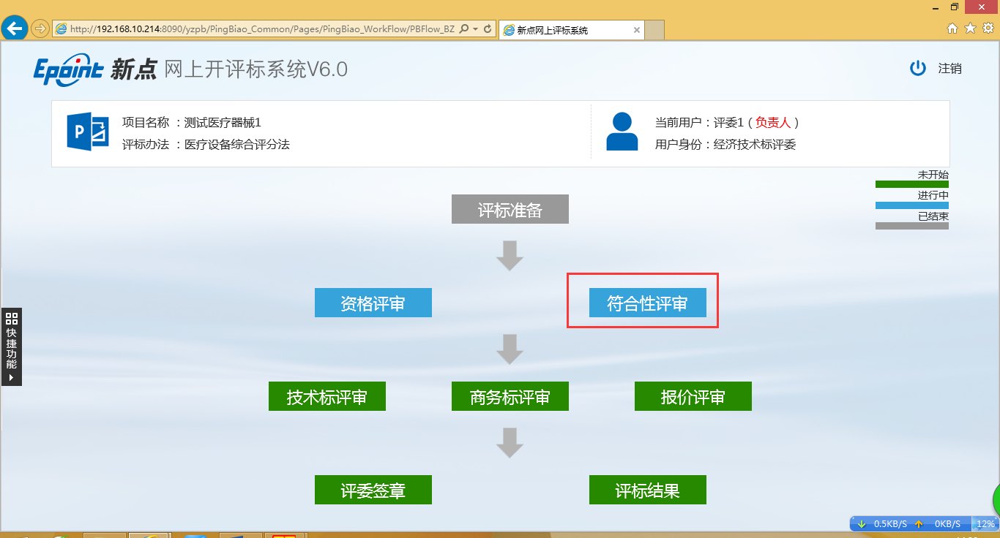 http://192.168.10.214:8090/yzpb/PingBiao_Common/Pages/PingBiao_WorkFlow/PBFlow_BZ
新点网上评标系统
Epoint 新点 网上开评标系统V6.0
注销
项目名称 ：测试医疗器械1
评标办法 ：医疗设备综合评分法
当前用户：评委1（负责人）
用户身份：经济技术标评委
未开始
进行中
已结束
评标准备
资格评审
符合性评审
快捷功能
技术标评审
商务标评审
报价评审
评委签章
评标结果
0.5KB/S
0KB/S
12%